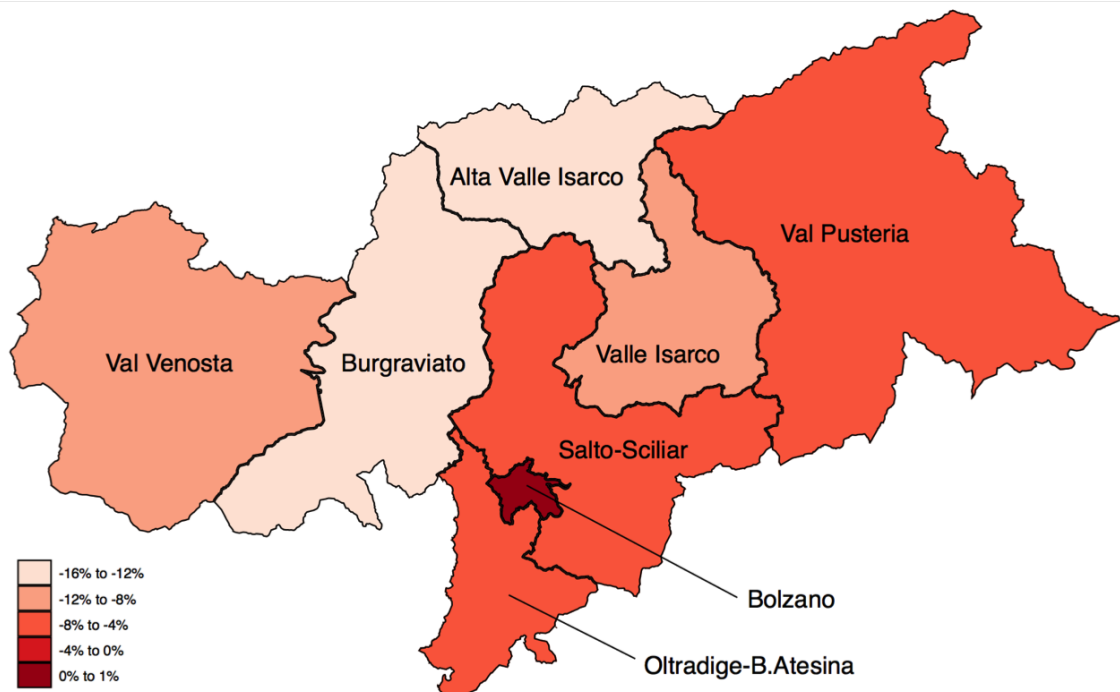 Alta Valle Isarco
Val Pusteria
Val Venosta
Burgraviato
Valle Isarco
Salto-Sciliar
Bolzano
Oltradige-B.Atesina
-16% to -12%
-12% to -8%
-8% to -4%
-4% to 0%
0% to 1%